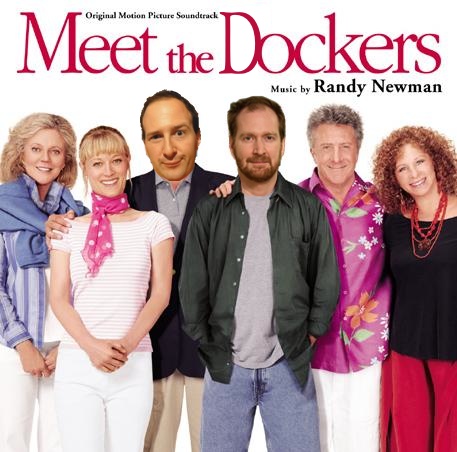 Original Motion Picture Soundtrack
Meet the Dockers
Music by Randy Newman